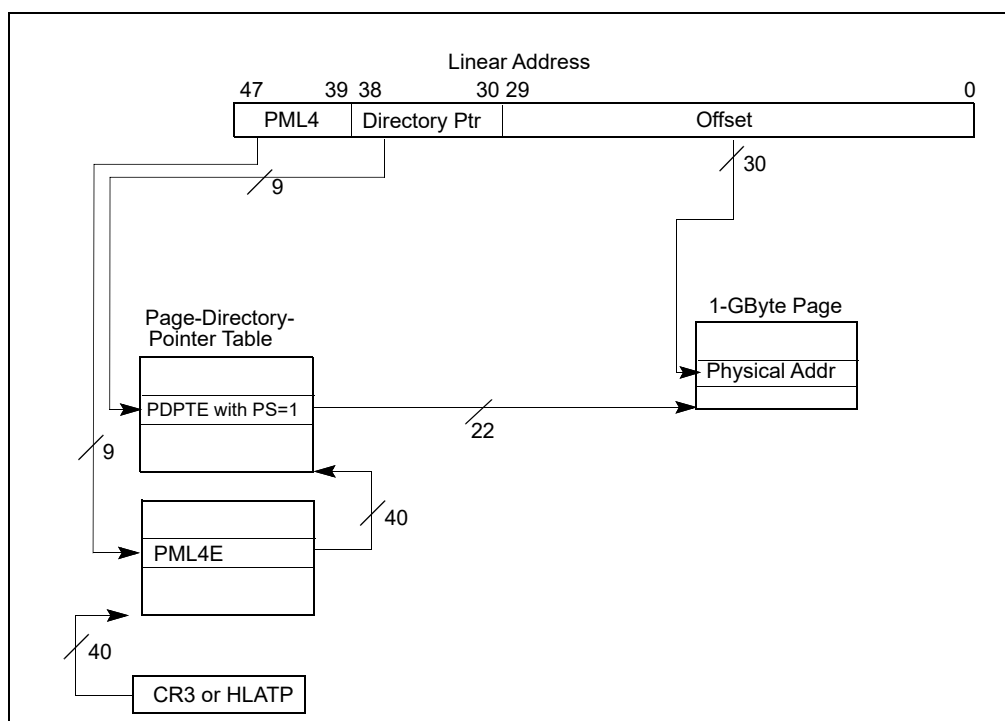 Linear Address
47 39 38 30 29 0
PML4 Directory Ptr Offset
9
30
Page-Directory-
Pointer Table
1-GByte Page
Physical Addr
PDPTE with PS=1
22
9
40
PML4E
40
CR3 or HLATP